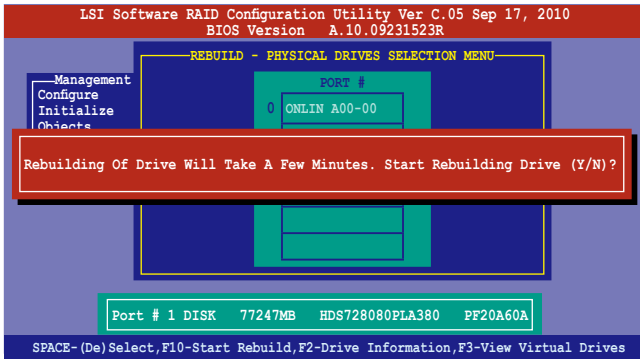 LSI Software RAID Configuration Utility Ver C.05 Sep 17, 2010
BIOS Version A.10.09231523R
REBUILD - PHYSICAL DRIVES SELECTION MENU
Management
Configure
Initialize
Objects
PORT #
0 ONLIN A00-00
Rebuilding Of Drive Will Take A Few Minutes. Start Rebuilding Drive (Y/N)?
Port # 1 DISK 77247MB HDS728080PLA380 PF20A60A
SPACE-(De)Select,F10-Start Rebuild,F2-Drive Information,F3-View Virtual Drives